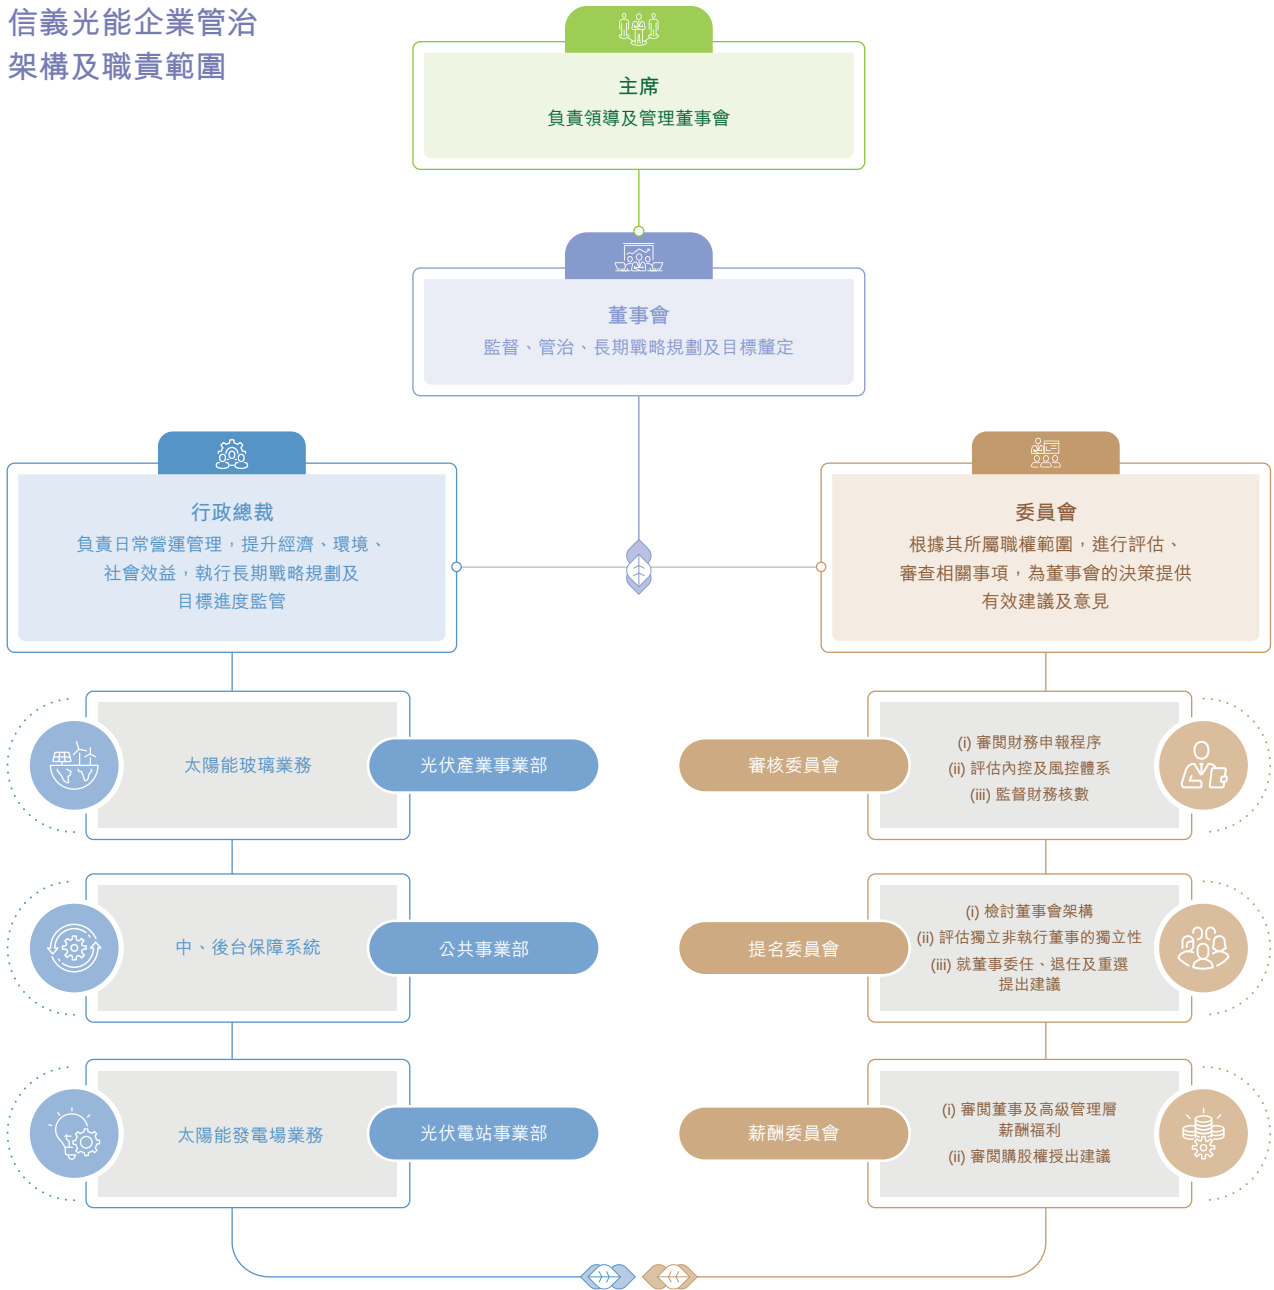 信義光能企業管治
架構及職責範圍
主席
負責領導及管理董事會
董事會
監督、管治、長期戰略規劃及目標釐定
行政總裁
負責日常營運管理，提升經濟、環境、
社會效益，執行長期戰略規劃及
目標進度監管
委員會
根據其所屬職權範圍，進行評估、
審查相關事項，為董事會的決策提供
有效建議及意見
太陽能玻璃業務
光伏產業事業部
中、後台保障系統
公共事業部
太陽能發電場業務
光伏電站事業部
審核委員會
(i) 審閱財務申報程序
(ii) 評估內控及風控體系
(iii) 監督財務核數
提名委員會
(i) 檢討董事會架構
(ii) 評估獨立非執行董事的獨立性
(iii) 就董事委任、退任及重選
提出建議
薪酬委員會
(i) 審閱董事及高級管理層
薪酬福利
(ii) 審閱購股權授出建議